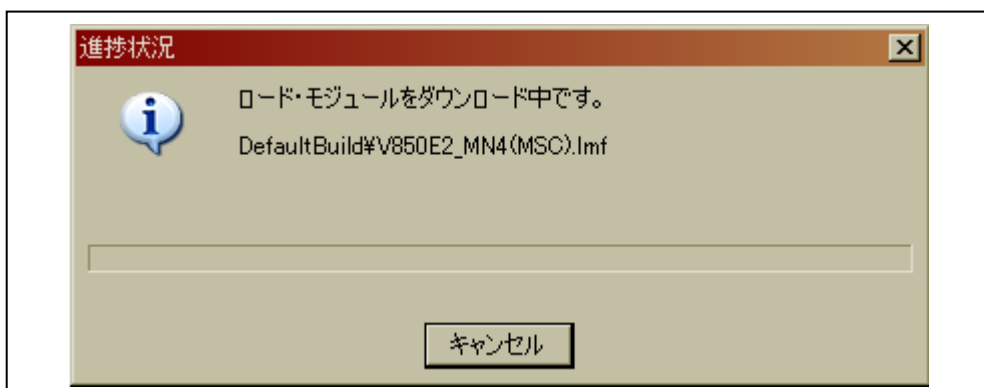 進捗状況
ロード・モジュールをダウンロード中です。
DefaultBuild¥V850E2_MN4(MSC).lmf
キャンセル